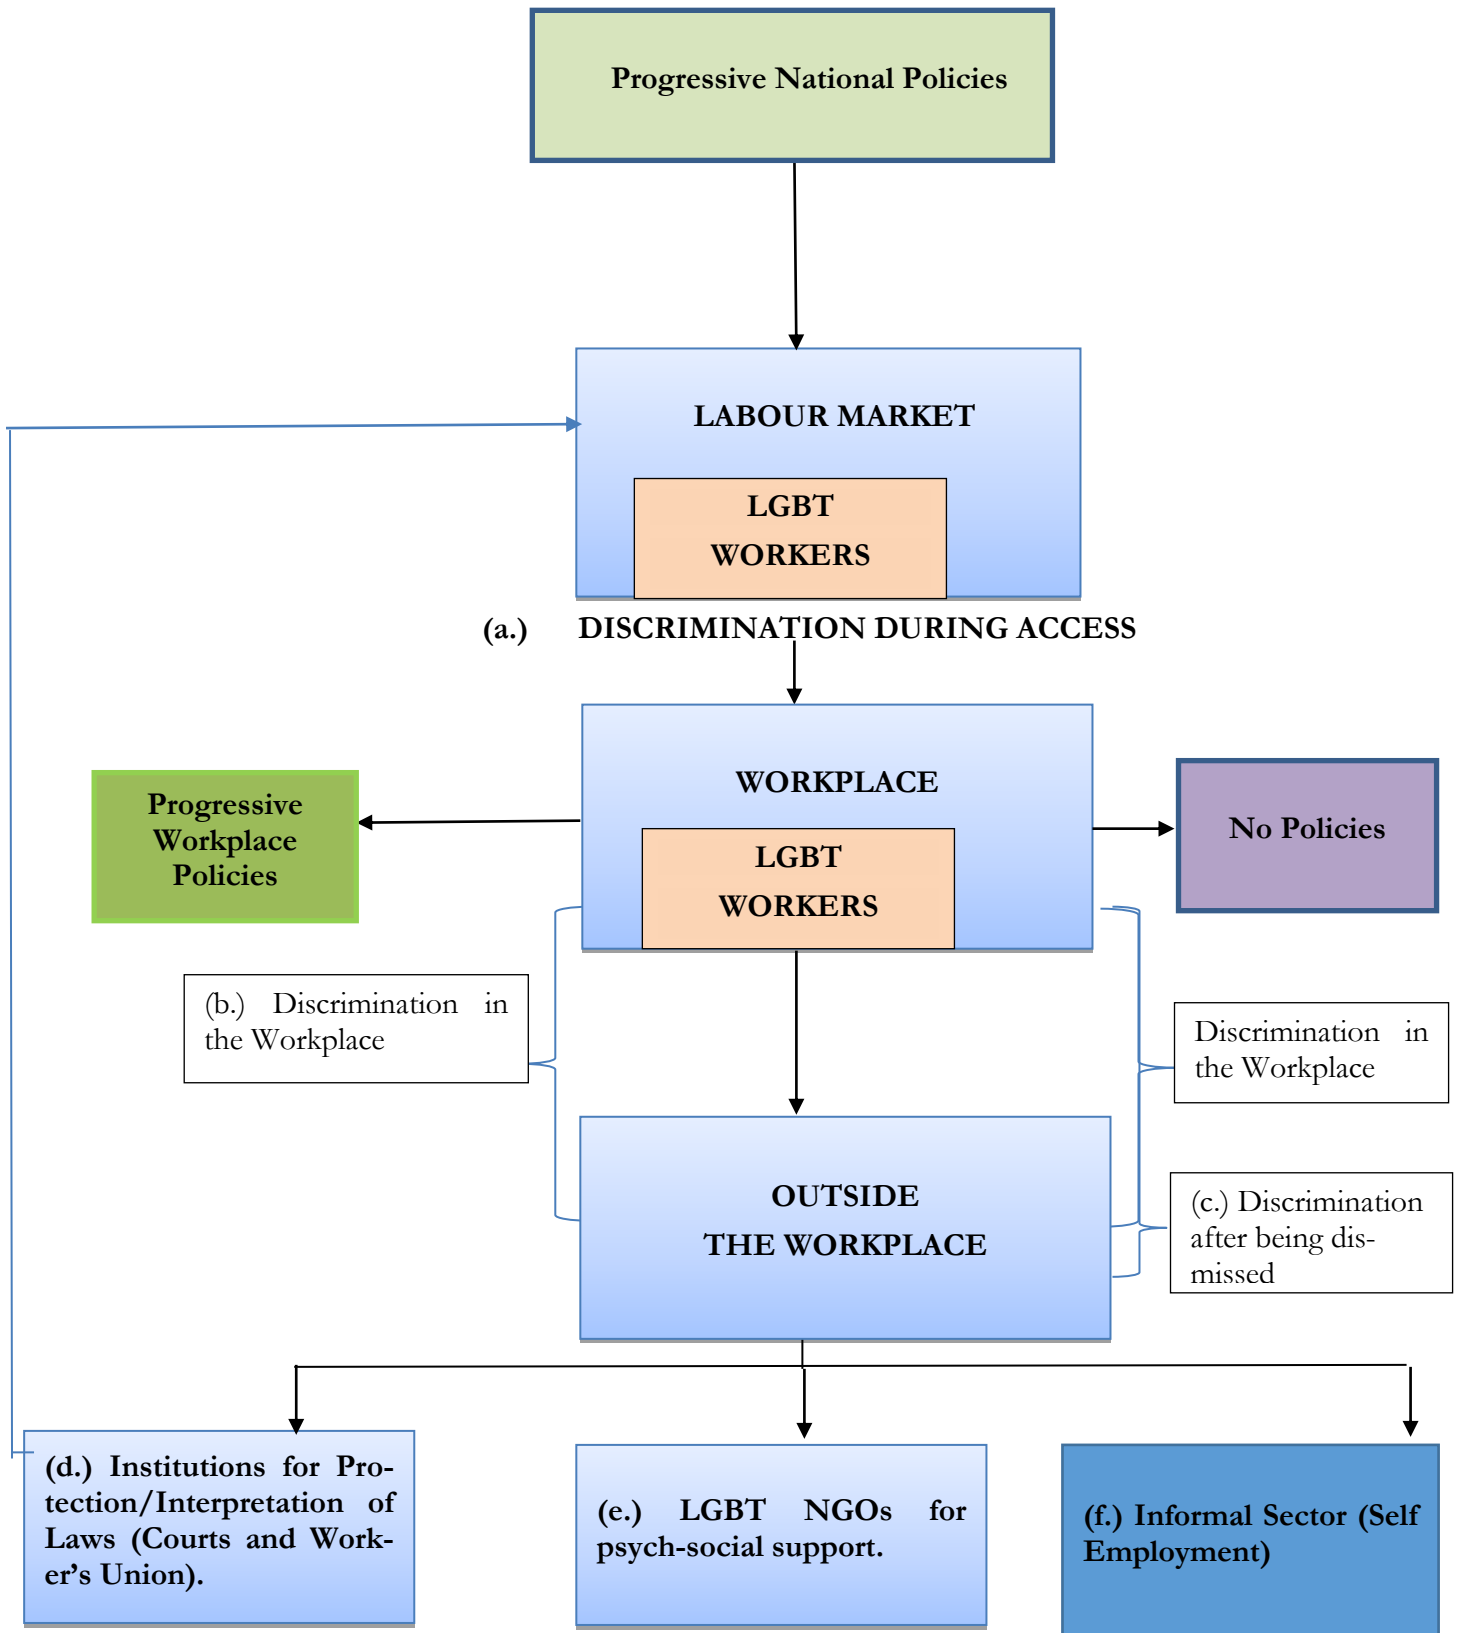 Progressive National Policies
LABOUR MARKET
LGBT
WORKERS
(a.) DISCRIMINATION DURING ACCESS
WORKPLACE
LGBT
WORKERS
Progressive
Workplace
Policies
No Policies
(b.) Discrimination in
the Workplace
Discrimination in
the Workplace
OUTSIDE
THE WORKPLACE
(c.) Discrimination
after being dis-
missed
(d.) Institutions for Pro-
tection/Interpretation of
Laws (Courts and Work-
er’s Union).
(e.) LGBT NGOs for
psych-social support.
(f.) Informal Sector (Self
Employment)